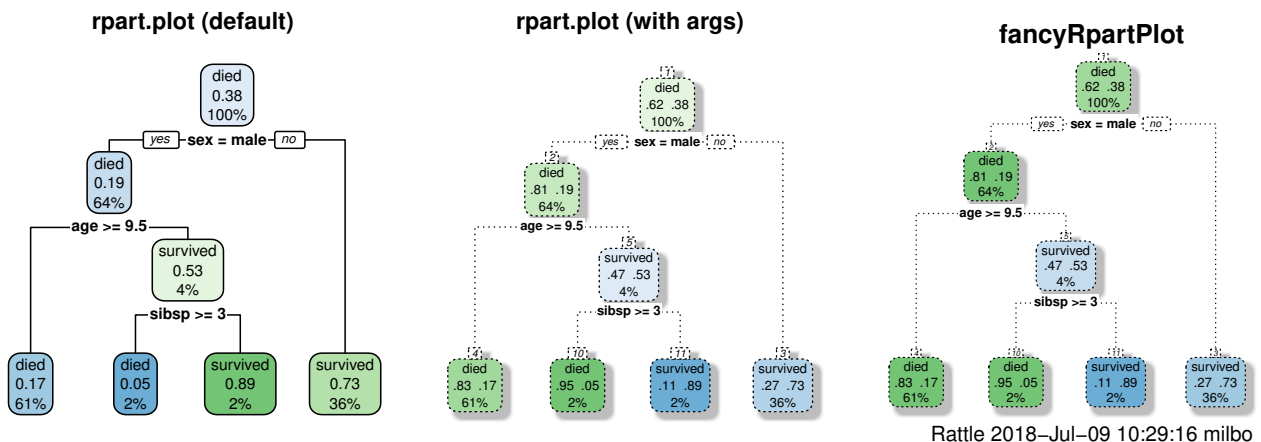 rpart.plot (default)
died
0.38
100%
yes sex = male no
died
0.19
64%
age >= 9.5
survived
0.53
4%
sibsp >= 3
died
0.17
61%
died
0.05
2%
survived
0.89
2%
survived
0.73
36%
rpart.plot (with args)
1
died
.62 .38
100%
yes sex = male no
2
died
.81 .19
64%
age >= 9.5
5
survived
.47 .53
4%
sibsp >= 3
4
died
.83 .17
61%
10
died
.95 .05
2%
11
survived
.11 .89
2%
3
survived
.27 .73
36%
fancyRpartPlot
1
died
.62 .38
100%
yes sex = male no
2
died
.81 .19
64%
age >= 9.5
5
survived
.47 .53
4%
sibsp >= 3
4
died
.83 .17
61%
10
died
.95 .05
2%
11
survived
.11 .89
2%
3
survived
.27 .73
36%
Rattle 2018−Jul−09 10:29:16 milbo